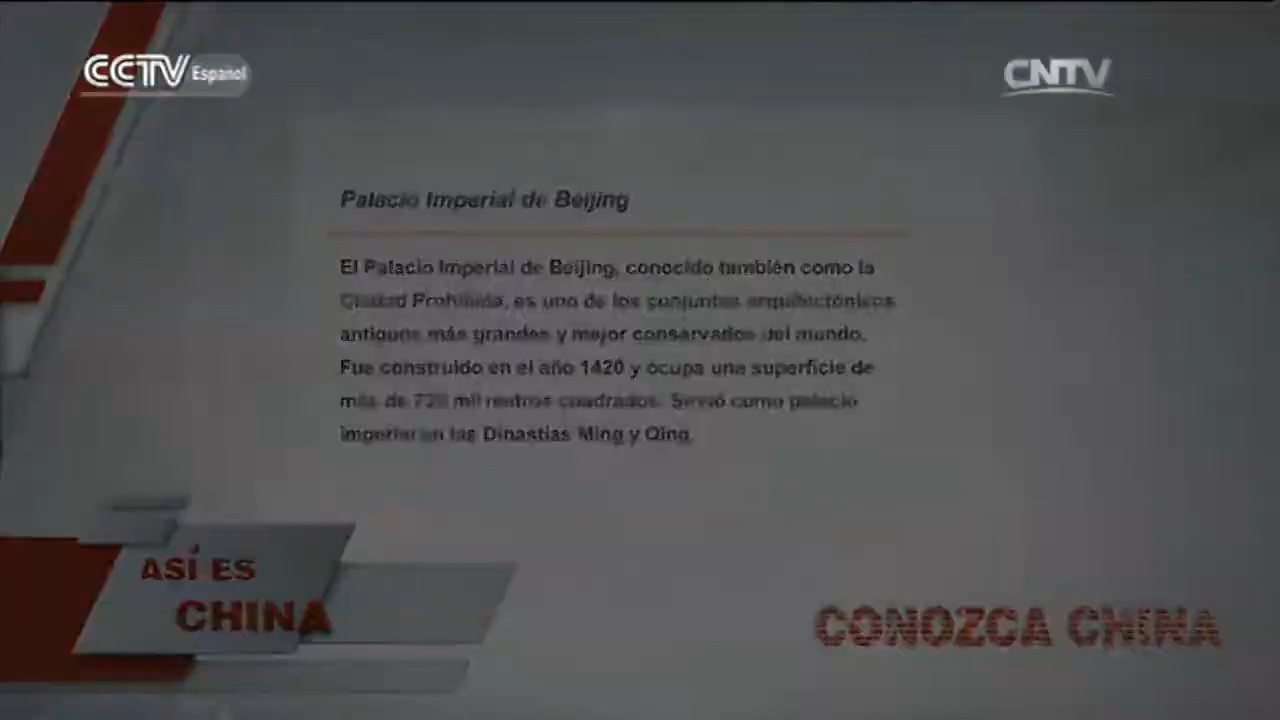 CCTV Español
CNTV
Palacio Imperial de Beijing
El Palacio Imperial de Beijing, conocido también como la
Ciudad Prohibida, es uno de los conjuntos arquitectónicos
antiguos más grandes y mejor conservados del mundo.
Fue construido en el año 1420 y ocupa una superficie de
más de 720 mil metros cuadrados. Sirvió como palacio
imperial en las Dinastías Ming y Qing.
ASÍ ES
CHINA
CONOZCA CHINA